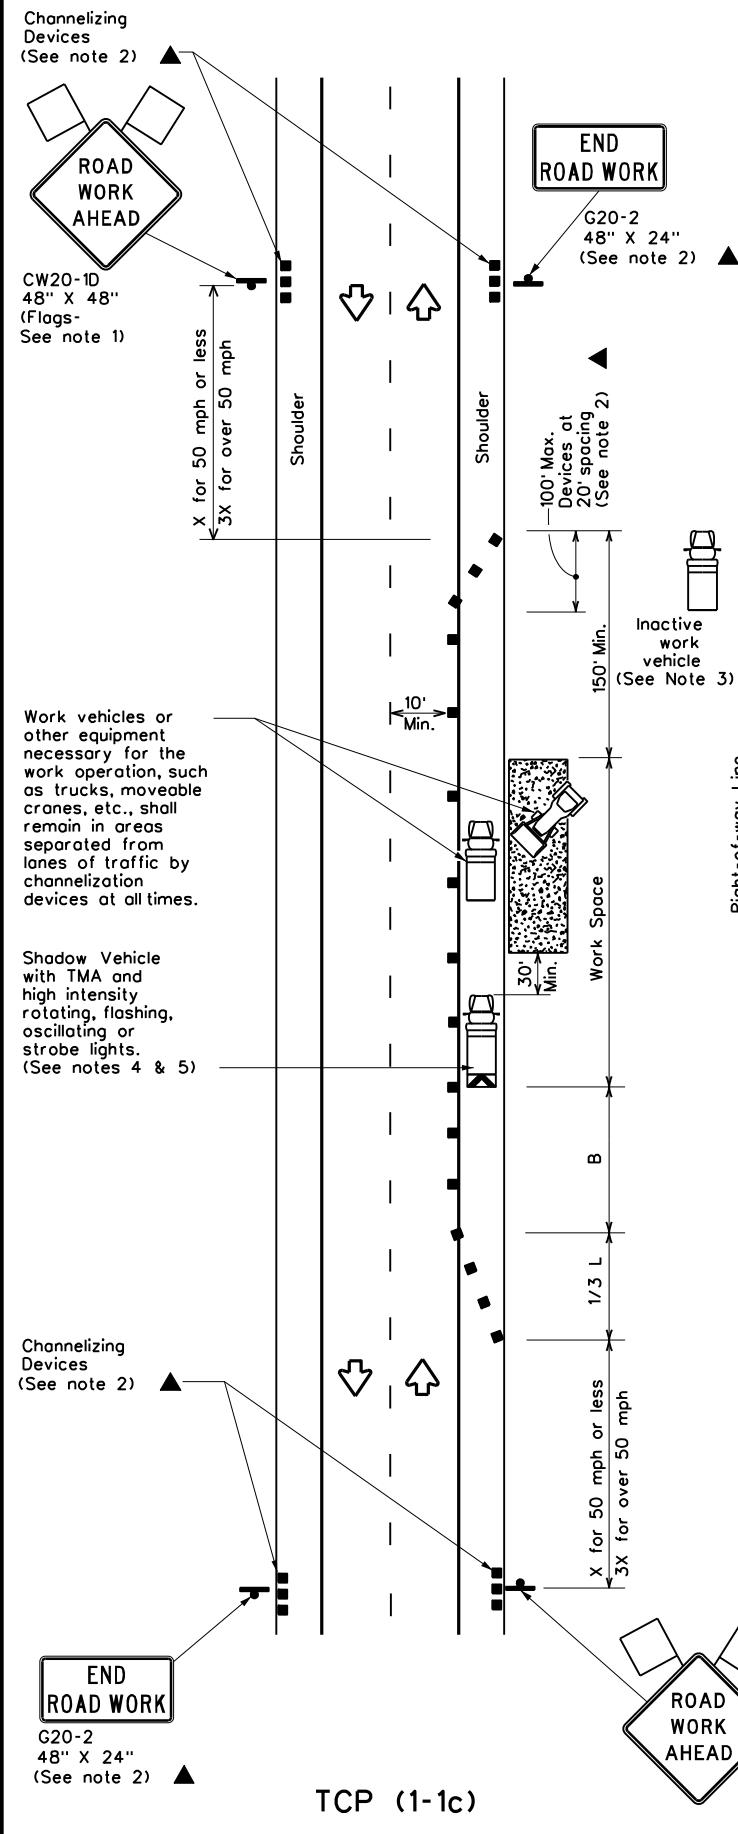 Channelizing
Devices
(See note 2)
ROAD
WORK
AHEAD
CW20-1D
48" X 48"
(Flags-
See note 1)
END
ROAD WORK
G20-2
48" X 24"
(See note 2)
X for 50 mph or less
3X for over 50 mph
Shoulder
Shoulder
100' Max.
Devices at
20' spacing
(See note 2)
150' Min.
Inactive
work
vehicle
(See Note 3)
10'
Min.
Work vehicles or
other equipment
necessary for the
work operation, such
as trucks, moveable
cranes, etc., shall
remain in areas
separated from
lanes of traffic by
channelization
devices at all times.
Right-of-way Line
Work Space
30'
Min.
Shadow Vehicle
with TMA and
high intensity
rotating, flashing,
oscillating or
strobe lights.
(See notes 4 & 5)
B
1/3 L
Channelizing
Devices
(See note 2)
X for 50 mph or less
3X for over 50 mph
END
ROAD WORK
G20-2
48" X 24"
(See note 2)
ROAD
WORK
AHEAD
TCP (1-1c)